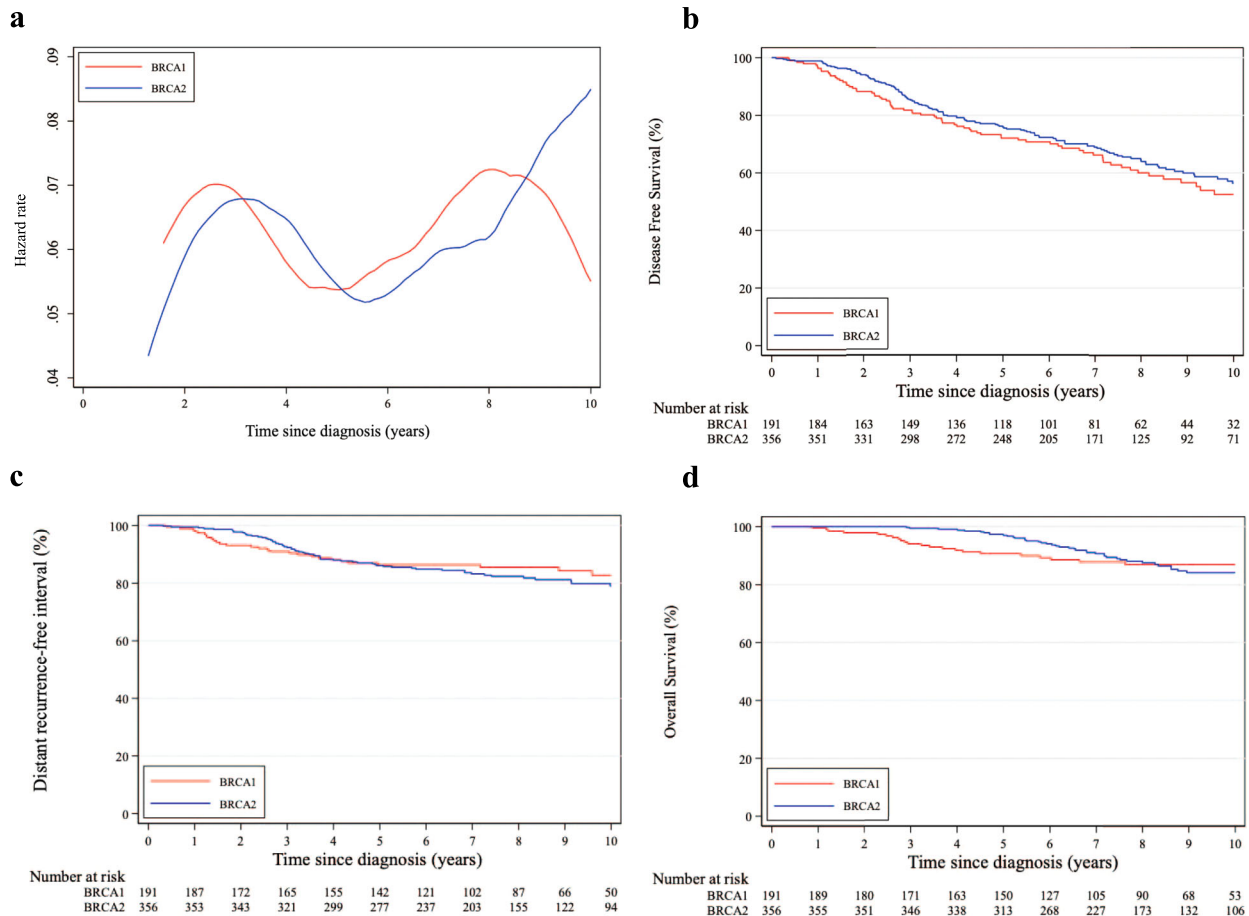 a
.09
.08
.07
.06
.05
.04
Hazard rate
BRCA1
BRCA2
0 2 4 6 8 10
Time since diagnosis (years)
b
100
80
60
40
20
0
Disease Free Survival (%)
BRCA1
BRCA2
0 1 2 3 4 5 6 7 8 9 10
Time since diagnosis (years)
Number at risk
BRCA1 191 184 163 149 136 118 101 81 62 44 32
BRCA2 356 351 331 298 272 248 205 171 125 92 71
c
100
80
60
40
20
0
Distant recurrence-free interval (%)
BRCA1
BRCA2
0 1 2 3 4 5 6 7 8 9 10
Time since diagnosis (years)
Number at risk
BRCA1 191 187 172 165 155 142 121 102 87 66 50
BRCA2 356 353 343 321 299 277 237 203 155 122 94
d
100
80
60
40
20
0
Overall Survival (%)
BRCA1
BRCA2
0 1 2 3 4 5 6 7 8 9 10
Time since diagnosis (years)
Number at risk
BRCA1 191 189 180 171 163 150 127 105 90 68 53
BRCA2 356 355 351 346 338 313 268 227 173 132 106